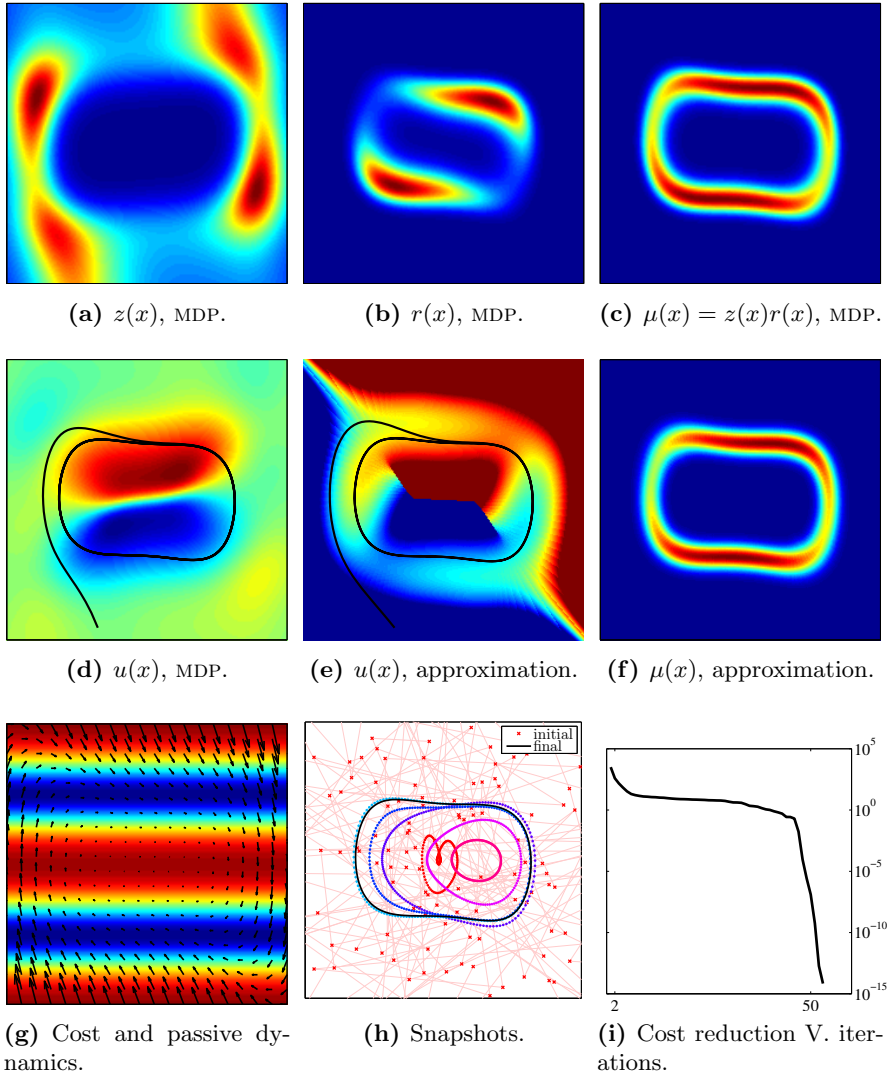 (a) z(x), MDP.
(b) r(x), MDP.
(c) μ(x) = z(x)r(x), MDP.
(d) u(x), MDP.
(e) u(x), approximation.
(f) μ(x), approximation.
initial
final
10^5
10^0
10^−5
10^−10
10^−15
2
50
(g) Cost and passive dy-
namics.
(h) Snapshots.
(i) Cost reduction V. iter-
ations.